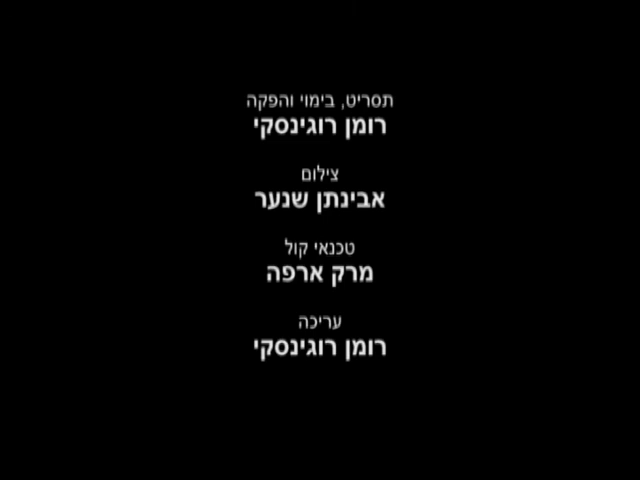 תסריט, בימוי והפקה
רומן רוגינסקי
צילום
אבינתן שנער
טכנאי קול
מרק ארפה
עריכה
רומן רוגינסקי